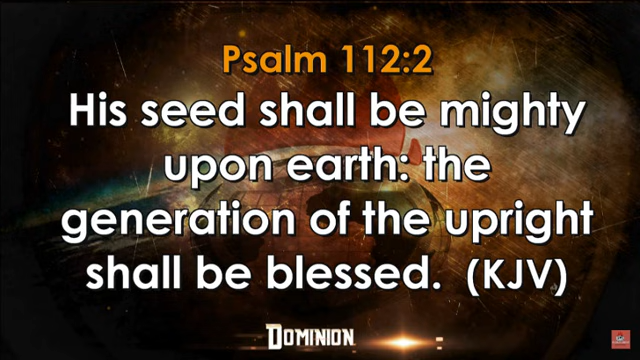 Psalm 112:2
His seed shall be mighty
upon earth: the
generation of the upright
shall be blessed. (KJV)
DOMINION